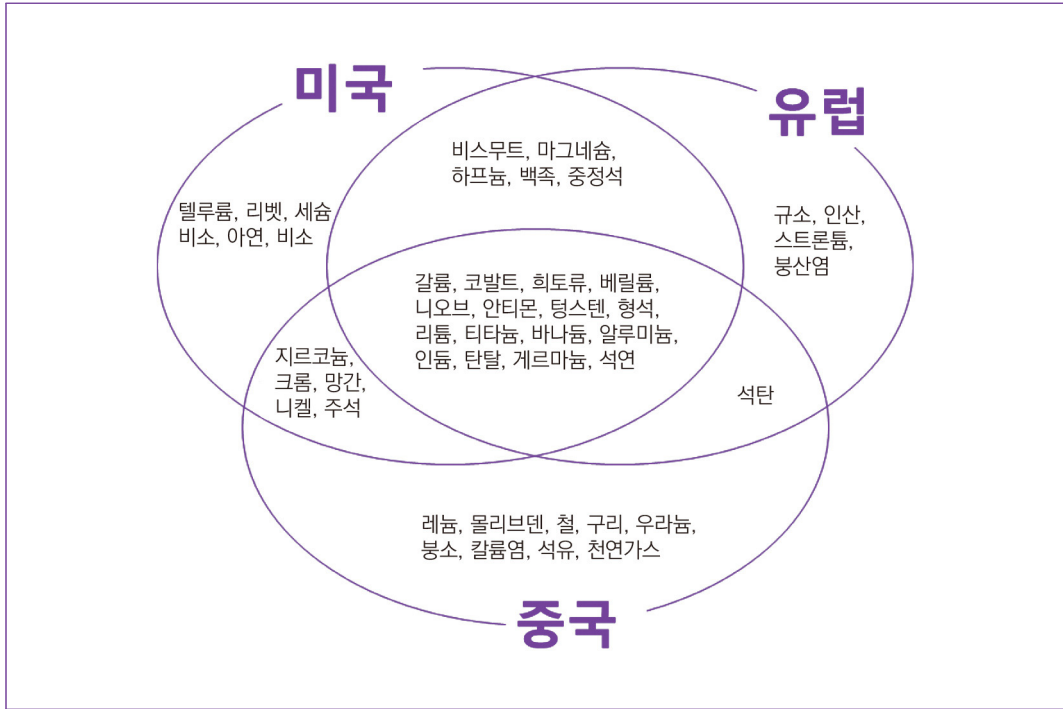 미국
유럽
비스무트, 마그네슘,
하프늄, 백족, 중정석
텔루륨, 리벳, 세슘
비소, 아연, 비소
규소, 인산,
스트론튬,
붕산염
갈륨, 코발트, 희토류, 베릴륨,
니오브, 안티몬, 텅스텐, 형석,
리튬, 티타늄, 바나듐, 알루미늄,
인듐, 탄탈, 게르마늄, 석연
지르코늄,
크롬, 망간,
니켈, 주석
석탄
레늄, 몰리브덴, 철, 구리, 우라늄,
붕소, 칼륨염, 석유, 천연가스
중국